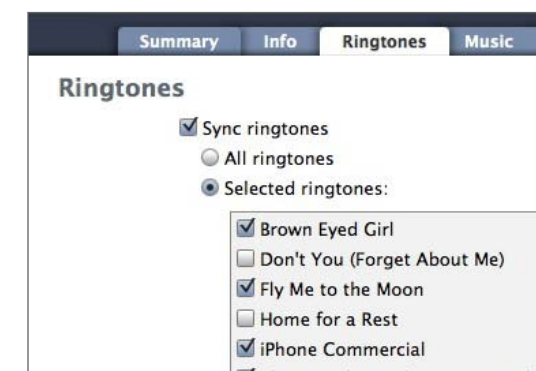 Summary Info Ringtones Music
Ringtones
Sync ringtones
All ringtones
Selected ringtones:
Brown Eyed Girl
Don't You (Forget About Me)
Fly Me to the Moon
Home for a Rest
iPhone Commercial